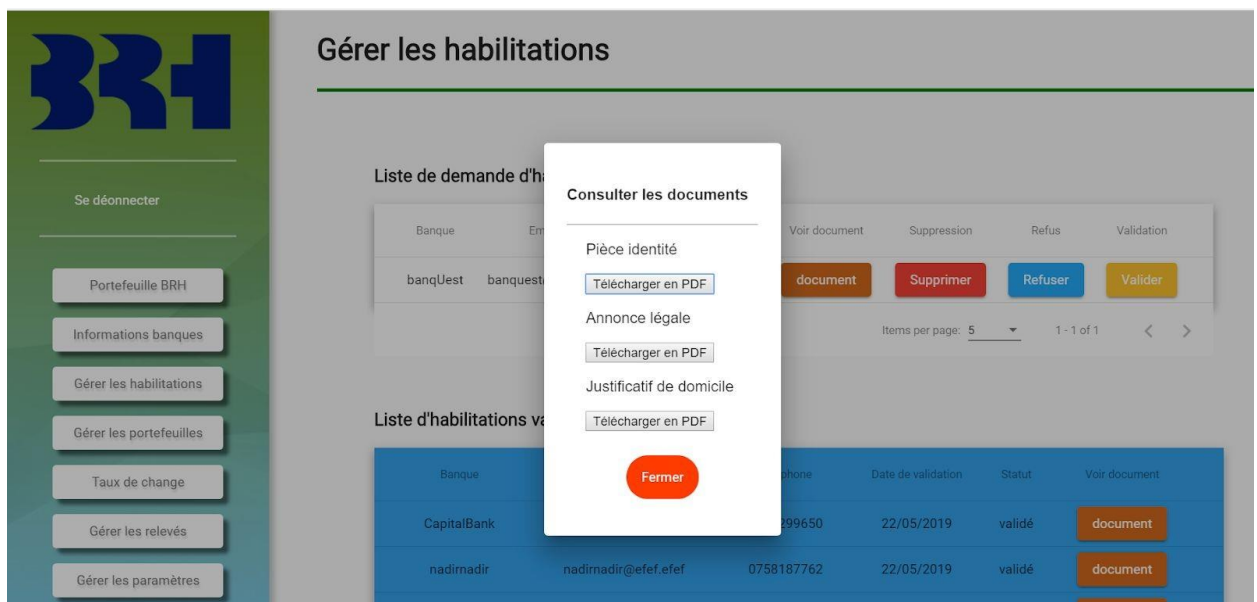 BRH
Gérer les habilitations
Se déonnecter
Portefeuille BRH
Informations banques
Gérer les habilitations
Gérer les portefeuilles
Taux de change
Gérer les relevés
Gérer les paramètres
Liste de demande
Banque Voir document Suppression Refus Validation
banqUest document Supprimer Refuser Valider
Items per page: 5 1 - 1 of 1
Consulter les documents
Pièce identité
Télécharger en PDF
Annonce légale
Télécharger en PDF
Justificatif de domicile
Télécharger en PDF
Fermer
Liste d'habilitations
Banque Date de validation Statut Voir document
CapitalBank 299650 22/05/2019 validé document
nadirnadir nadirnadir@efef.efef 0758187762 22/05/2019 validé document